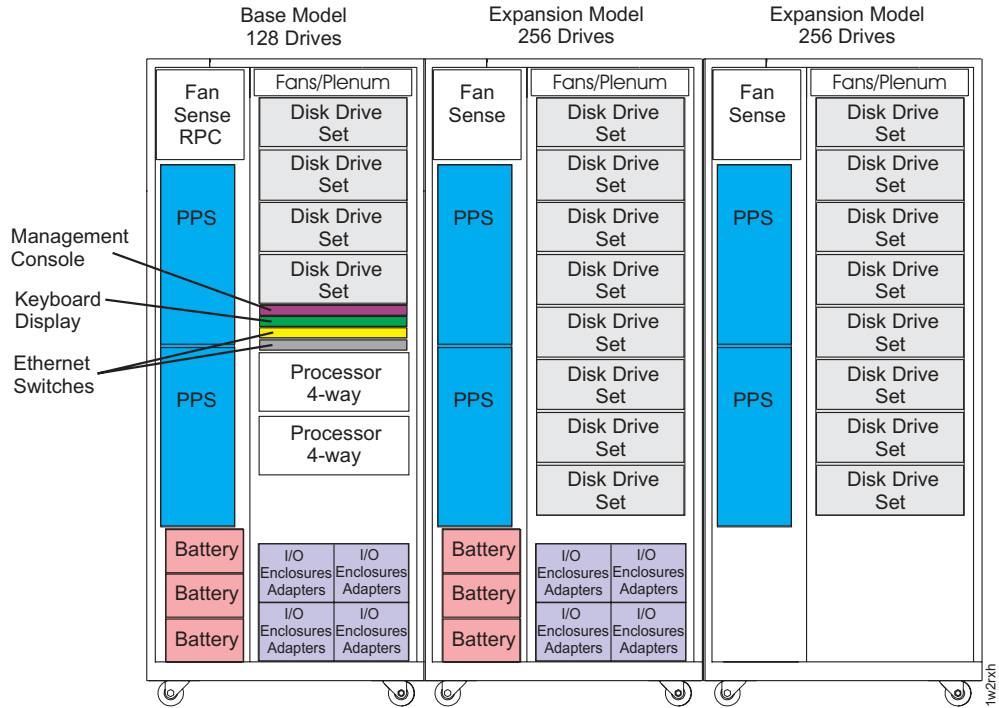 Base Model
128 Drives
Expansion Model
256 Drives
Expansion Model
256 Drives
Fan
Sense
RPC
Fans/Plenum
Disk Drive
Set
Disk Drive
Set
Disk Drive
Set
Disk Drive
Set
PPS
PPS
Management
Console
Keyboard
Display
Ethernet
Switches
Processor
4-way
Processor
4-way
Battery
Battery
Battery
I/O
Enclosures
Adapters
I/O
Enclosures
Adapters
I/O
Enclosures
Adapters
I/O
Enclosures
Adapters
Fan
Sense
Fans/Plenum
PPS
PPS
Disk Drive
Set
Disk Drive
Set
Disk Drive
Set
Disk Drive
Set
Disk Drive
Set
Disk Drive
Set
Disk Drive
Set
Disk Drive
Set
Battery
Battery
Battery
I/O
Enclosures
Adapters
I/O
Enclosures
Adapters
I/O
Enclosures
Adapters
I/O
Enclosures
Adapters
Fan
Sense
Fans/Plenum
PPS
PPS
Disk Drive
Set
Disk Drive
Set
Disk Drive
Set
Disk Drive
Set
Disk Drive
Set
Disk Drive
Set
Disk Drive
Set
Disk Drive
Set
1w2rxh